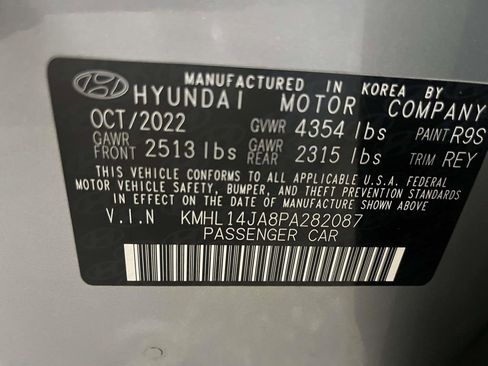 MANUFACTURED IN KOREA BY
HYUNDAI MOTOR COMPANY
OCT/2022 GVWR 4354 lbs PAINT R9S
GAWR FRONT 2513 lbs GAWR REAR 2315 lbs TRIM REY
THIS VEHICLE CONFORMS TO ALL APPLICABLE U.S.A. FEDERAL
MOTOR VEHICLE SAFETY, BUMPER, AND THEFT PREVENTION STANDARDS
IN EFFECT ON THE DATE OF MANUFACTURE SHOWN ABOVE.
V.I.N KMHL14JA8PA282087
PASSENGER CAR